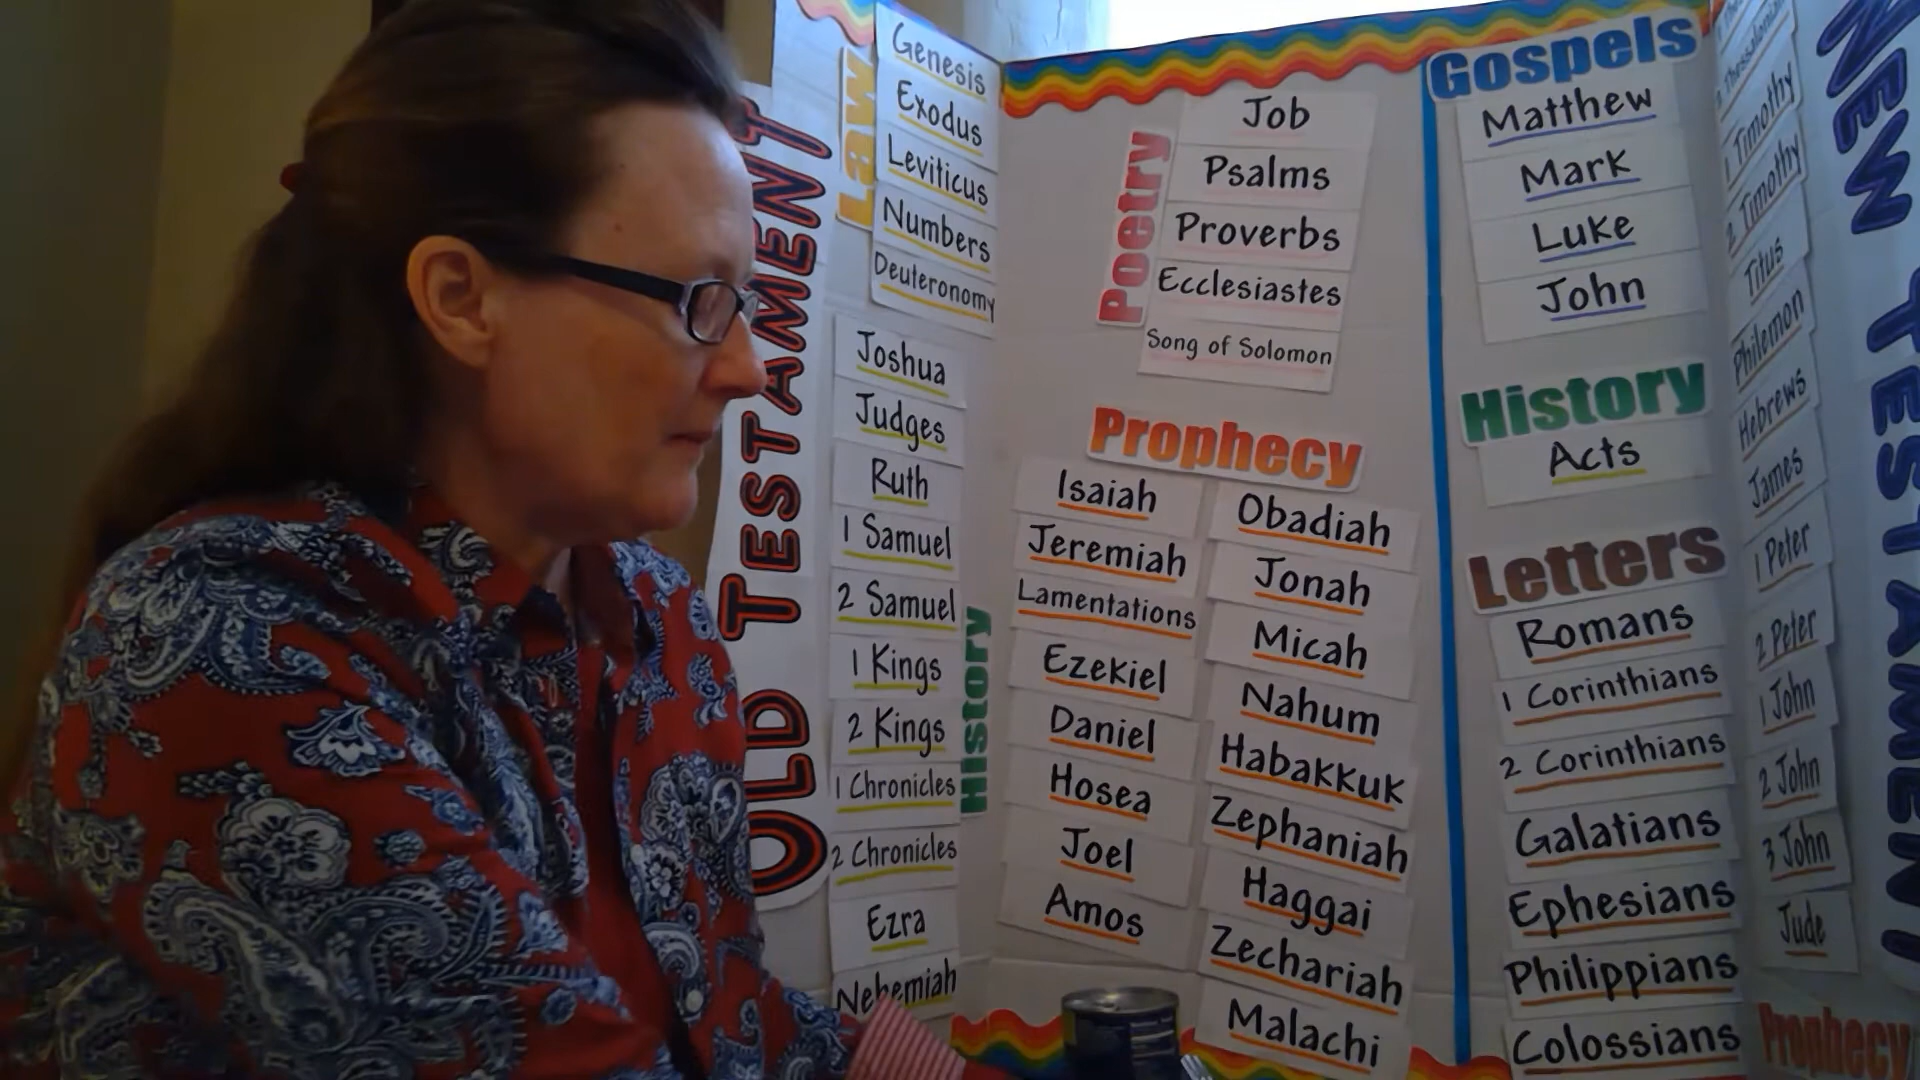 OLD TESTAMENT
Law
Genesis
Exodus
Leviticus
Numbers
Deuteronomy
History
Joshua
Judges
Ruth
1 Samuel
2 Samuel
1 Kings
2 Kings
1 Chronicles
2 Chronicles
Ezra
Nehemiah
Poetry
Job
Psalms
Proverbs
Ecclesiastes
Song of Solomon
Prophecy
Isaiah
Jeremiah
Lamentations
Ezekiel
Daniel
Hosea
Joel
Amos
Obadiah
Jonah
Micah
Nahum
Habakkuk
Zephaniah
Haggai
Zechariah
Malachi
NEW TESTAMENT
Gospels
Matthew
Mark
Luke
John
History
Acts
Letters
Romans
1 Corinthians
2 Corinthians
Galatians
Ephesians
Philippians
Colossians
1 Timothy
2 Timothy
Titus
Philemon
Hebrews
James
1 Peter
2 Peter
1 John
2 John
3 John
Jude
Prophecy